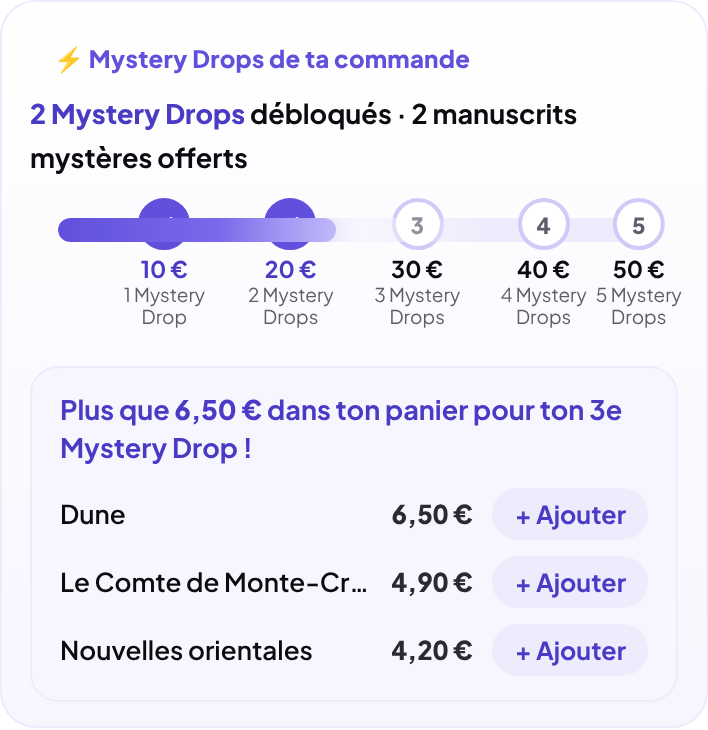 ⚡ Mystery Drops de ta commande
2 Mystery Drops débloqués · 2 manuscrits
mystères offerts
3 4 5
10 € 20 € 30 € 40 € 50 €
1 Mystery 2 Mystery 3 Mystery 4 Mystery 5 Mystery
Drop Drops Drops Drops Drops
Plus que 6,50 € dans ton panier pour ton 3e
Mystery Drop !
Dune 6,50 € + Ajouter
Le Comte de Monte-Cr... 4,90 € + Ajouter
Nouvelles orientales 4,20 € + Ajouter